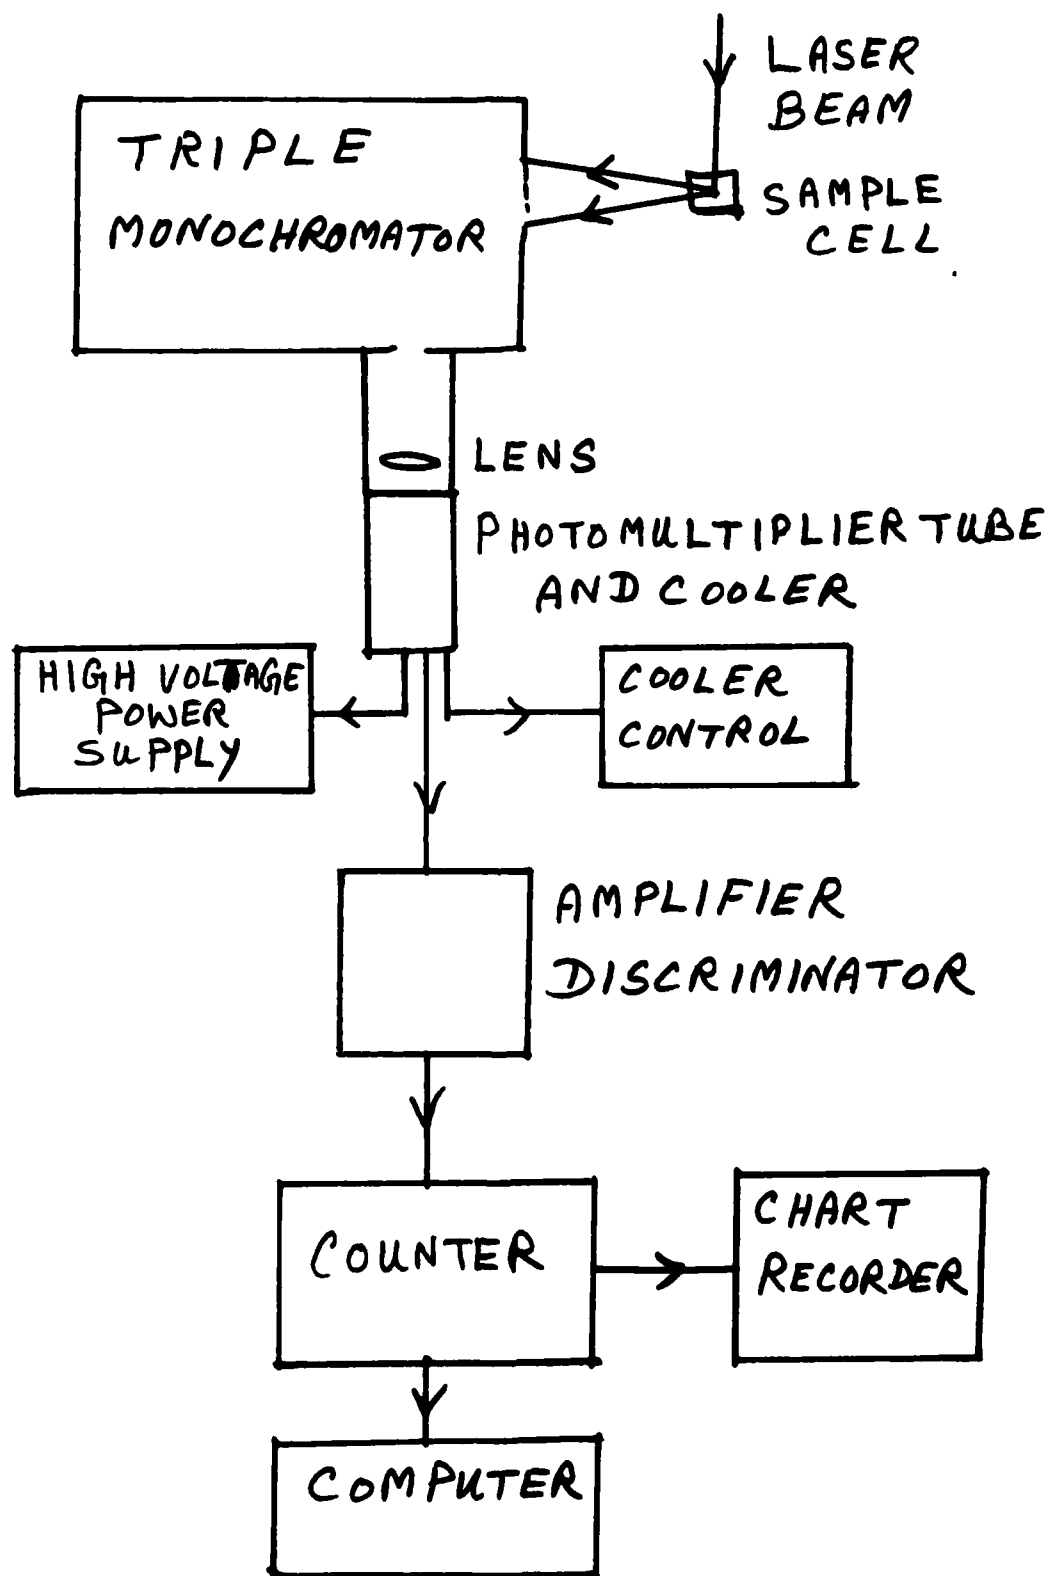 LASER
BEAM
TRIPLE
MONOCHROMATOR
SAMPLE
CELL
LENS
PHOTOMULTIPLIER TUBE
AND COOLER
HIGH VOLTAGE
POWER
SUPPLY
COOLER
CONTROL
AMPLIFIER
DISCRIMINATOR
COUNTER
CHART
RECORDER
COMPUTER